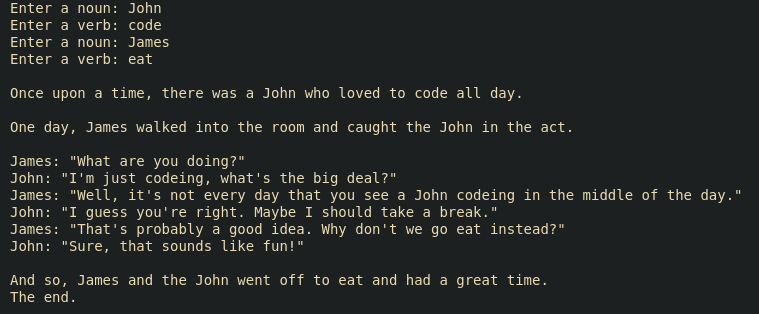 Enter a noun: John
Enter a verb: code
Enter a noun: James
Enter a verb: eat
Once upon a time, there was a John who loved to code all day.
One day, James walked into the room and caught the John in the act.
James: "What are you doing?"
John: "I'm just codeing, what's the big deal?"
James: "Well, it's not every day that you see a John codeing in the middle of the day."
John: "I guess you're right. Maybe I should take a break."
James: "That's probably a good idea. Why don't we go eat instead?"
John: "Sure, that sounds like fun!"
And so, James and the John went off to eat and had a great time.
The end.